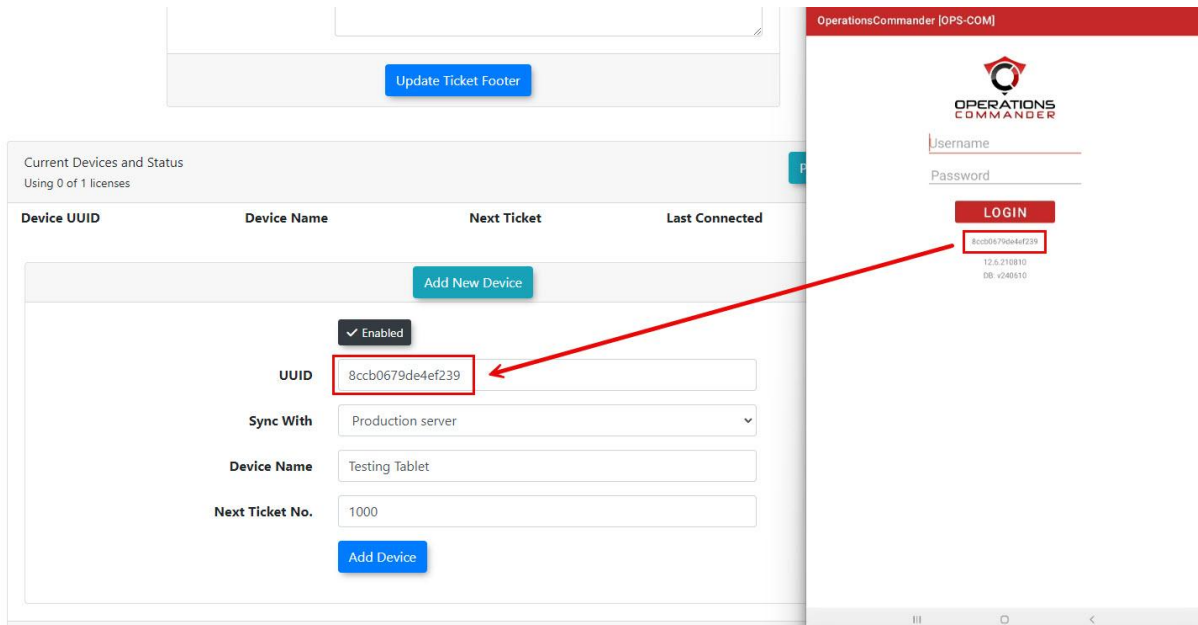 Update Ticket Footer
Current Devices and Status
Using 0 of 1 licenses
Device UUID Device Name Next Ticket Last Connected
Add New Device
Enabled
UUID 8ccb0679de4ef239
Sync With Production server
Device Name Testing Tablet
Next Ticket No. 1000
Add Device
OperationsCommander [OPS-COM]
OPERATIONS
COMMANDER
Username
Password
LOGIN
8ccb0679de4ef239
12.6.210810
DB: v240610